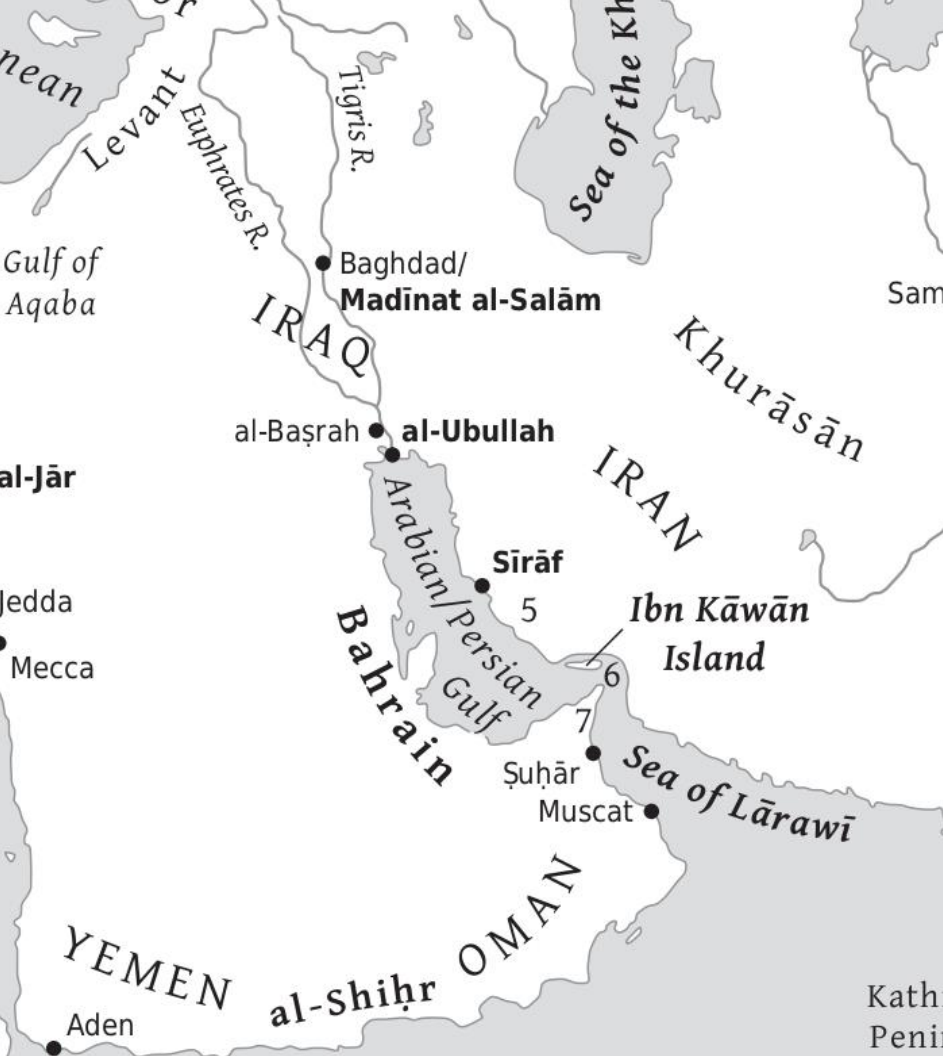 Levant
Tigris R.
Euphrates R.
Sea of the Kh
Gulf of
Aqaba
Baghdad/
Madīnat al-Salām
Sam
IRAQ
Khurāsān
al-Baṣrah
al-Ubullah
al-Jār
IRAN
Arabian/Persian
Gulf
Sīrāf
5
Jedda
Mecca
Ibn Kāwān
Island
6
Bahrain
7
Ṣuḥār
Muscat
Sea of Lārawī
OMAN
YEMEN
al-Shiḥr
Aden
Kath
Peni